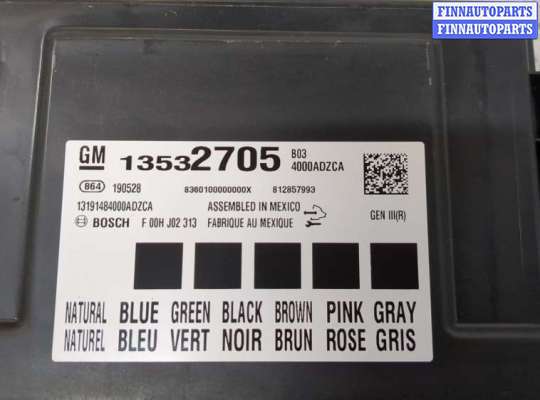 FINNAUTOPARTS
FINNAUTOPARTS
GM 13532705 B03
4000ADZCA
864 190528 8360100000000X 812857993
13191484000ADZCA ASSEMBLED IN MEXICO
BOSCH F 00H J02 313 FABRIQUE AU MEXIQUE GEN III(R)
NATURAL BLUE GREEN BLACK BROWN PINK GRAY
NATUREL BLEU VERT NOIR BRUN ROSE GRIS